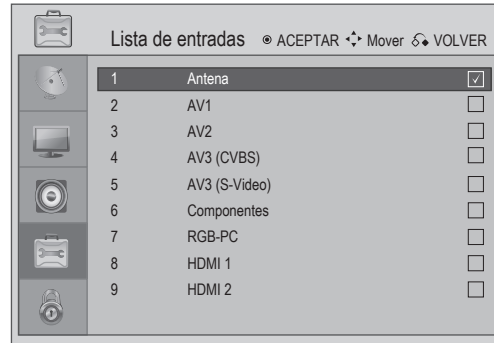 Lista de entradas ACEPTAR Mover VOLVER
1 Antena
2 AV1
3 AV2
4 AV3 (CVBS)
5 AV3 (S-Video)
6 Componentes
7 RGB-PC
8 HDMI 1
9 HDMI 2